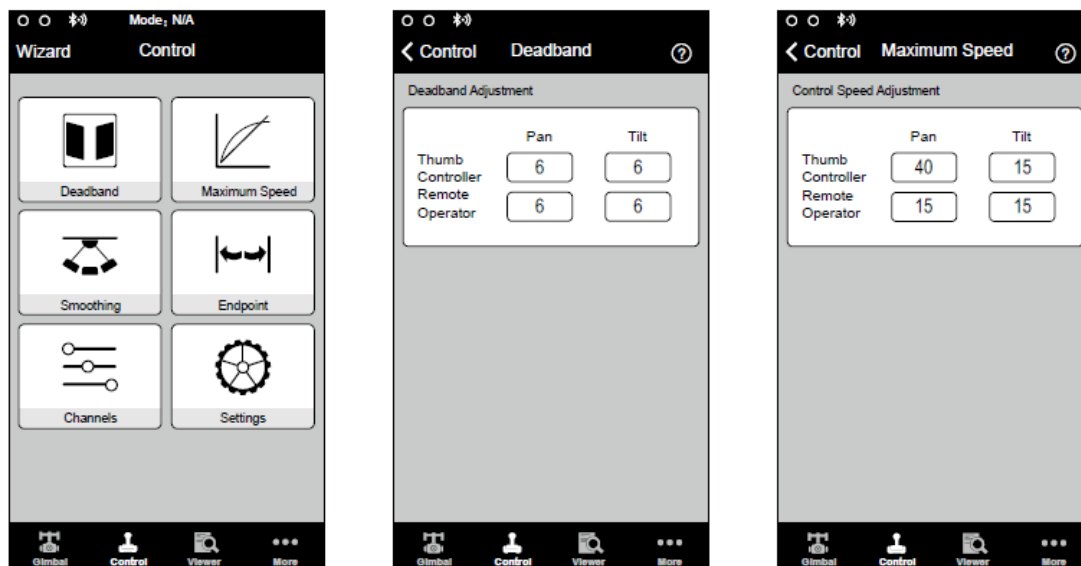 Mode: N/A
Wizard Control
Deadband Maximum Speed
Smoothing Endpoint
Channels Settings
Gimbal Control Viewer More
Control Deadband ?
Deadband Adjustment
Pan Tilt
Thumb
Controller 6 6
Remote
Operator 6 6
Gimbal Control Viewer More
Control Maximum Speed ?
Control Speed Adjustment
Pan Tilt
Thumb
Controller 40 15
Remote
Operator 15 15
Gimbal Control Viewer More